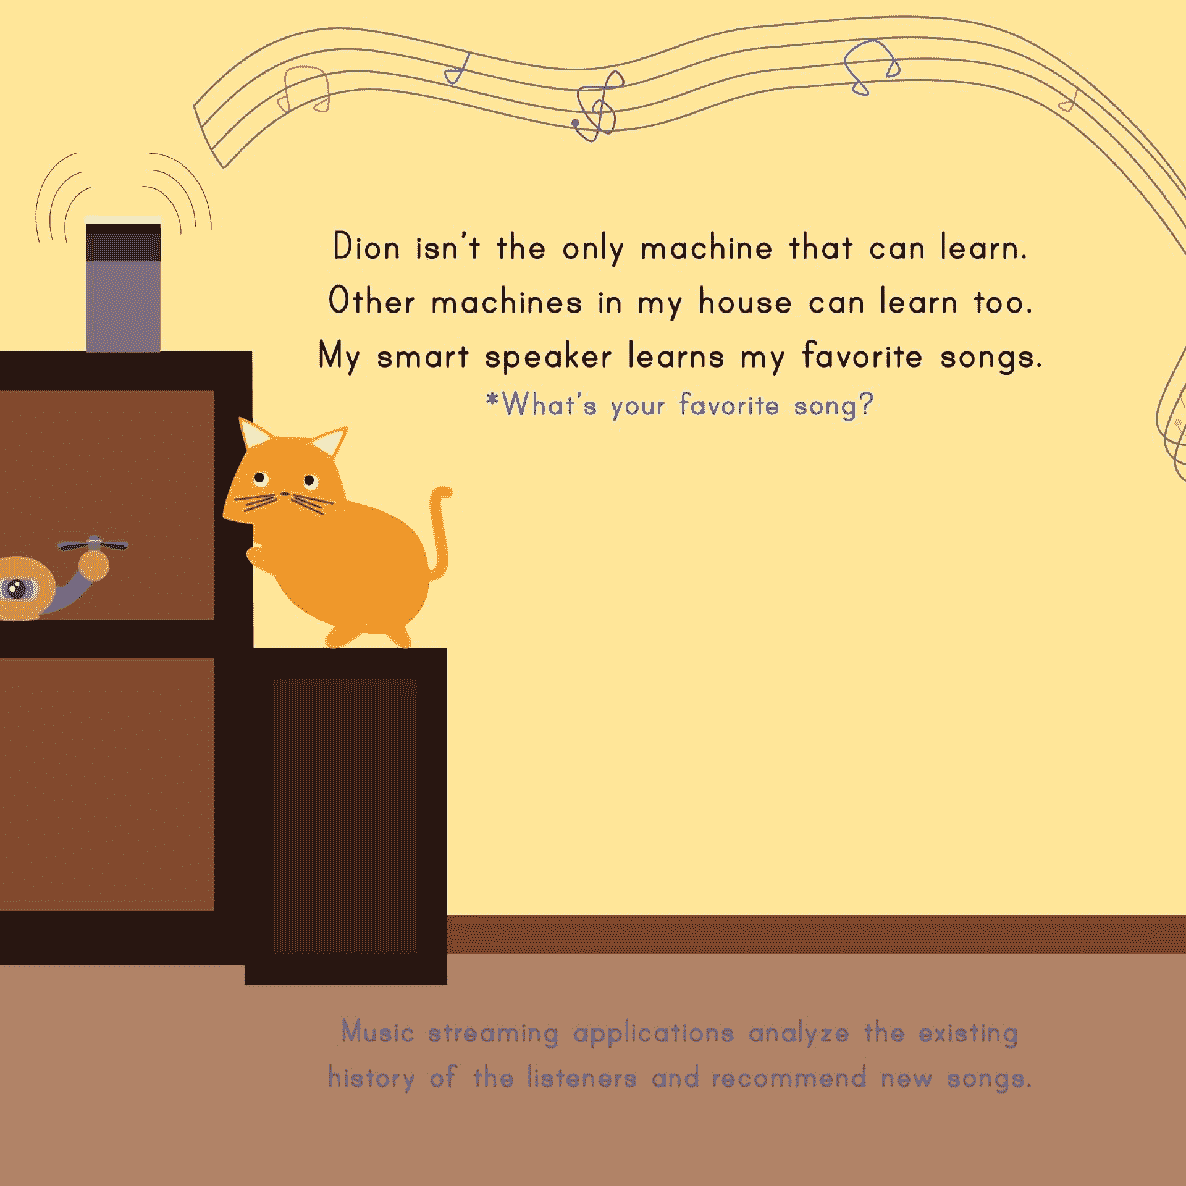 Dion isn't the only machine that can learn.
Other machines in my house can learn too.
My smart speaker learns my favorite songs.
*What's your favorite song?
Music streaming applications analyze the existing
history of the listeners and recommend new songs.